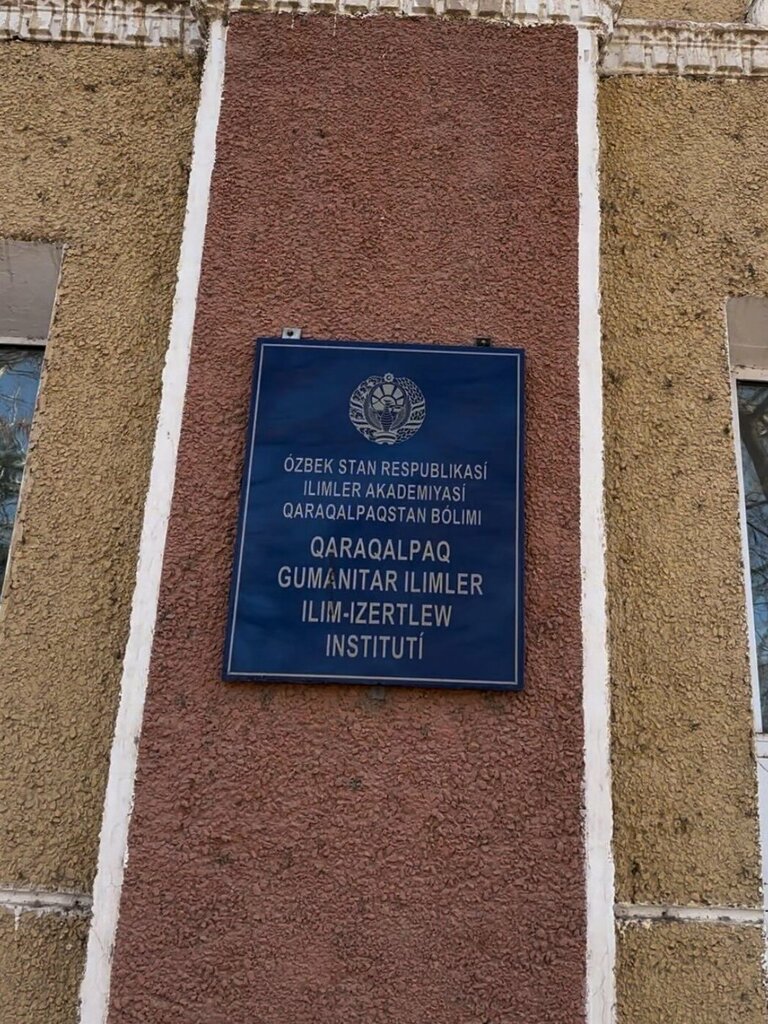 ÓZBEK STAN RESPUBLIKASÍ
ILIMLER AKADEMIYASÍ
QARAQALPAQSTAN BÓLIMI
QARAQALPAQ
GUMANITAR ILIMLER
ILIM-IZERTLEW
INSTITUTÍ